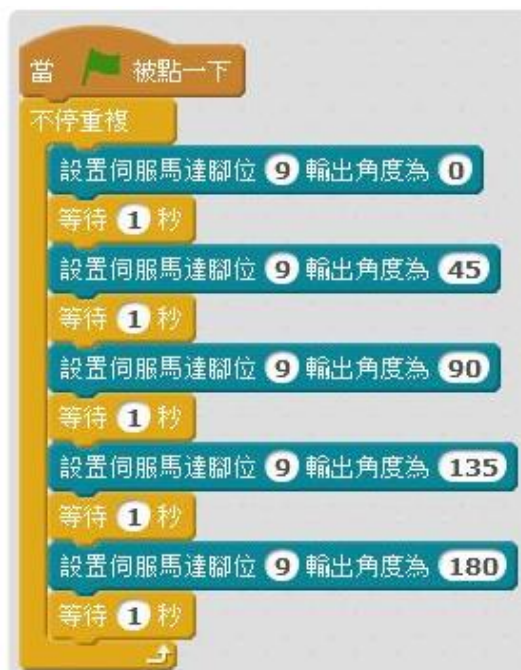 當 被點一下
不停重複
設置伺服馬達腳位 9 輸出角度為 0
等待 1 秒
設置伺服馬達腳位 9 輸出角度為 45
等待 1 秒
設置伺服馬達腳位 9 輸出角度為 90
等待 1 秒
設置伺服馬達腳位 9 輸出角度為 135
等待 1 秒
設置伺服馬達腳位 9 輸出角度為 180
等待 1 秒